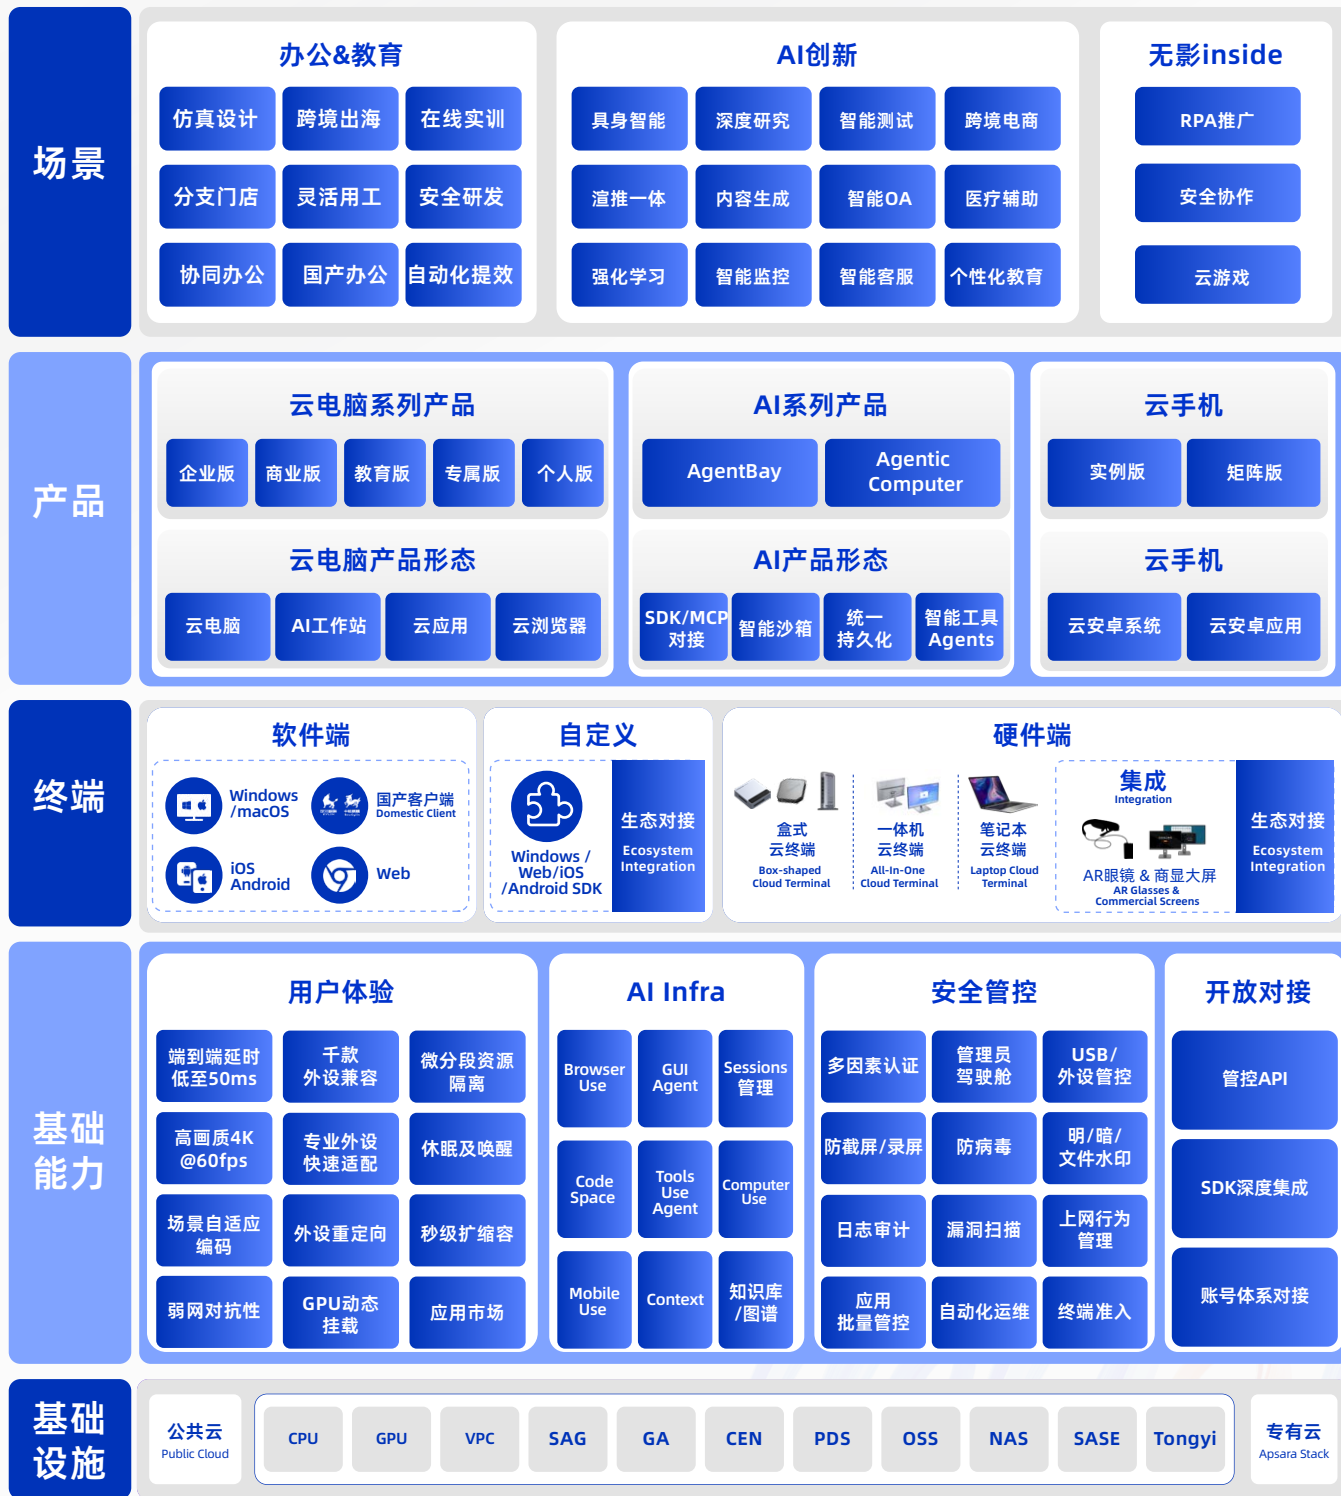 场景
办公&教育
仿真设计
跨境出海
在线实训
分支门店
灵活用工
安全研发
协同办公
国产办公
自动化提效
AI创新
具身智能
深度研究
智能测试
跨境电商
渲推一体
内容生成
智能OA
医疗辅助
强化学习
智能监控
智能客服
个性化教育
无影inside
RPA推广
安全协作
云游戏
产品
云电脑系列产品
企业版
商业版
教育版
专属版
个人版
云电脑产品形态
云电脑
AI工作站
云应用
云浏览器
AI系列产品
AgentBay
Agentic
Computer
AI产品形态
SDK/MCP
对接
智能沙箱
统一
持久化
智能工具
Agents
云手机
实例版
矩阵版
云手机
云安卓系统
云安卓应用
终端
软件端
Windows
/macOS
国产客户端
Domestic Client
iOS
Android
Web
自定义
Windows /
Web/iOS
/Android SDK
生态对接
Ecosystem
Integration
硬件端
盒式
云终端
Box-shaped
Cloud Terminal
一体机
云终端
All-In-One
Cloud Terminal
笔记本
云终端
Laptop Cloud
Terminal
集成
Integration
AR眼镜 & 商显大屏
AR Glasses &
Commercial Screens
生态对接
Ecosystem
Integration
基础
能力
用户体验
端到端延时
低至50ms
千款
外设兼容
微分段资源
隔离
高画质4K
@60fps
专业外设
快速适配
休眠及唤醒
场景自适应
编码
外设重定向
秒级扩缩容
弱网对抗性
GPU动态
挂载
应用市场
AI Infra
Browser
Use
GUI
Agent
Sessions
管理
Code
Space
Tools
Use
Agent
Computer
Use
Mobile
Use
Context
知识库
/图谱
安全管控
多因素认证
管理员
驾驶舱
USB/
外设管控
防截屏/录屏
防病毒
明/暗/
文件水印
日志审计
漏洞扫描
上网行为
管理
应用
批量管控
自动化运维
终端准入
开放对接
管控API
SDK深度集成
账号体系对接
基础
设施
公共云
Public Cloud
CPU
GPU
VPC
SAG
GA
CEN
PDS
OSS
NAS
SASE
Tongyi
专有云
Apsara Stack